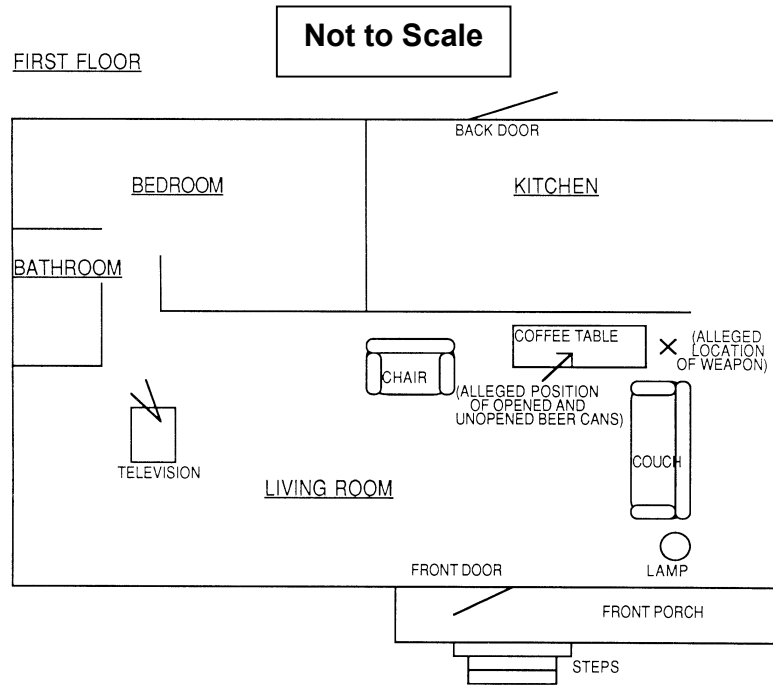 Not to Scale
FIRST FLOOR
BACK DOOR
BEDROOM
KITCHEN
BATHROOM
COFFEE TABLE
(ALLEGED
LOCATION
OF WEAPON)
CHAIR
(ALLEGED POSITION
OF OPENED AND
UNOPENED BEER CANS)
COUCH
TELEVISION
LIVING ROOM
FRONT DOOR
LAMP
FRONT PORCH
STEPS